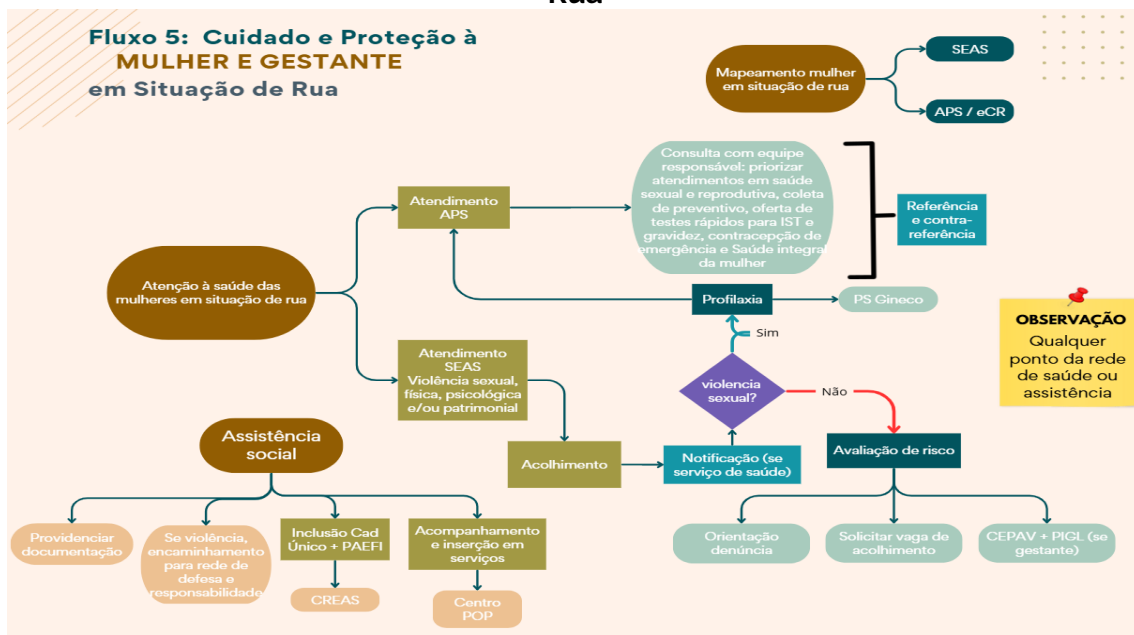 Rua
Fluxo 5: Cuidado e Proteção à
MULHER E GESTANTE
em Situação de Rua
Mapeamento mulher
em situação de rua
SEAS
APS / eCR
Atendimento
APS
Consulta com equipe
responsável: priorizar
atendimentos em saúde
sexual e reprodutiva, coleta
de preventivo, oferta de
testes rápidos para IST e
gravidez, contracepção de
emergência e Saúde integral
da mulher
Referência
e contra-
referência
Atenção à saúde das
mulheres em situação de rua
Profilaxia
PS Gineco
Sim
OBSERVAÇÃO
Qualquer
ponto da rede
de saúde ou
assistência
Atendimento
SEAS
Violência sexual,
física, psicológica
e/ou patrimonial
violencia
sexual?
Não
Acolhimento
Notificação (se
serviço de saúde)
Avaliação de risco
Assistência
social
Providenciar
documentação
Se violência,
encaminhamento
para rede de
defesa e
responsabilidade
Inclusão Cad
Único + PAEFI
Acompanhamento
e inserção em
serviços
CREAS
Centro
POP
Orientação
denúncia
Solicitar vaga de
acolhimento
CEPAV + PIGL (se
gestante)